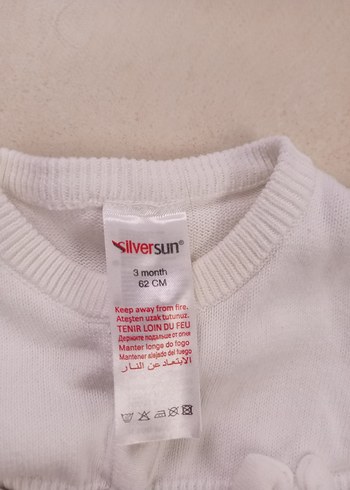 silversun®
3 month
62 CM
Keep away from fire.
Ateşten uzak tutunuz.
TENIR LOIN DU FEU
Держите подальше от огня
Manter longe do fogo
Mantener alejado del fuego
الابتعاد عن النار